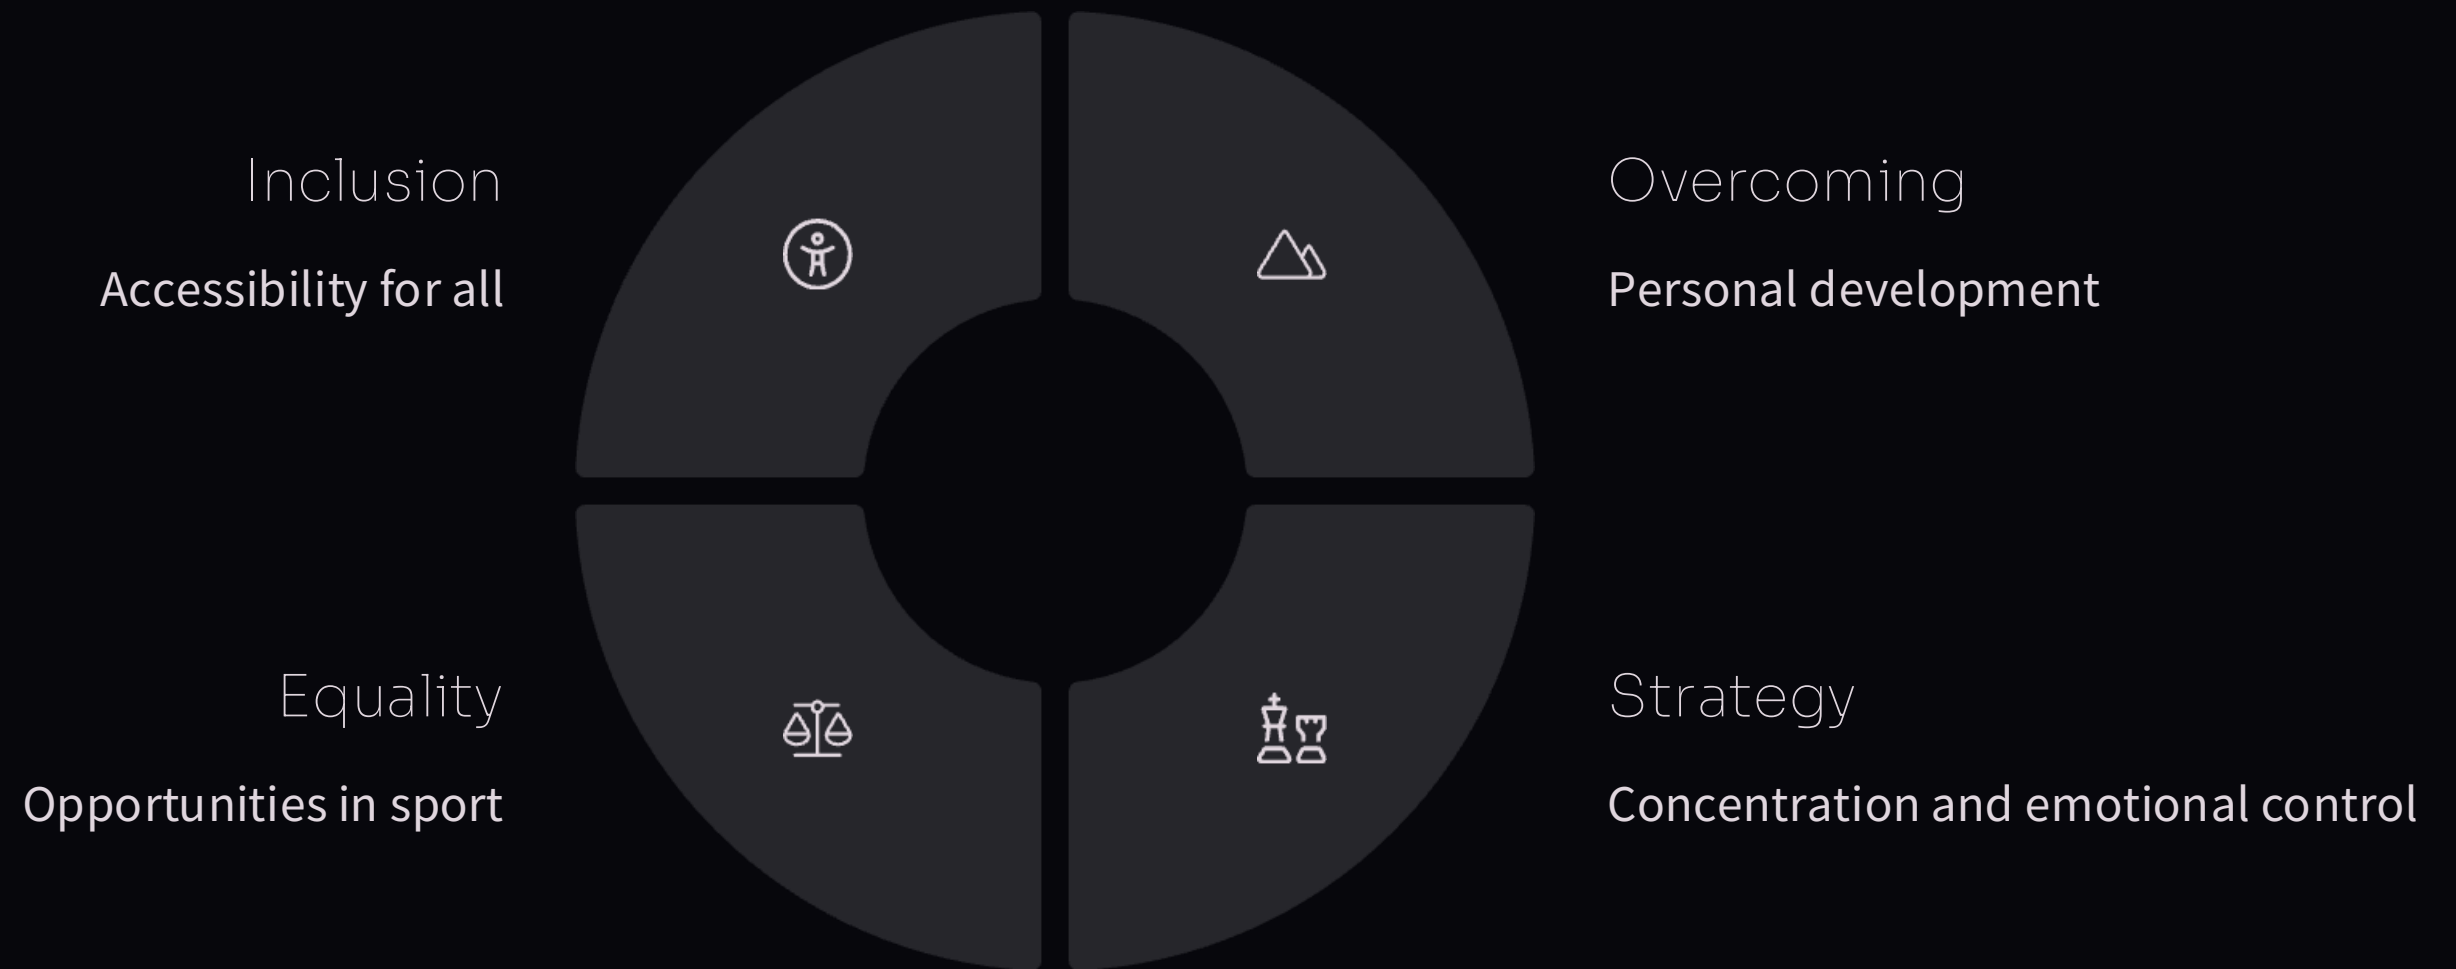 Inclusion
Accessibility for all
Overcoming
Personal development
Equality
Opportunities in sport
Strategy
Concentration and emotional control